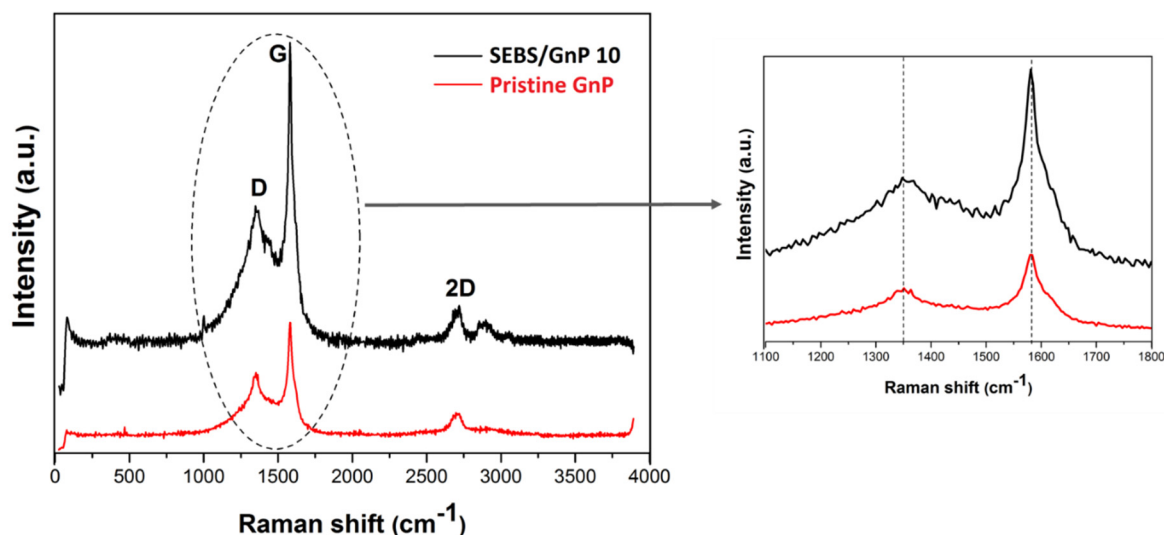 G
SEBS/GnP 10
Pristine GnP
D
2D
Intensity (a.u.)
0 500 1000 1500 2000 2500 3000 3500 4000
Raman shift (cm-1)
Intensity (a.u.)
1100 1200 1300 1400 1500 1600 1700 1800
Raman shift (cm-1)